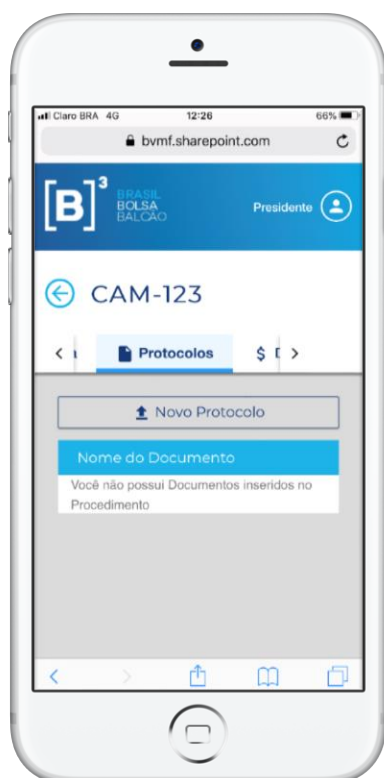 Claro BRA 4G 12:26 66%
bvmf.sharepoint.com
[B]³ BRASIL
BOLSA
BALCÃO
Presidente
CAM-123
Protocolos $
Novo Protocolo
Nome do Documento
Você não possui Documentos inseridos no
Procedimento